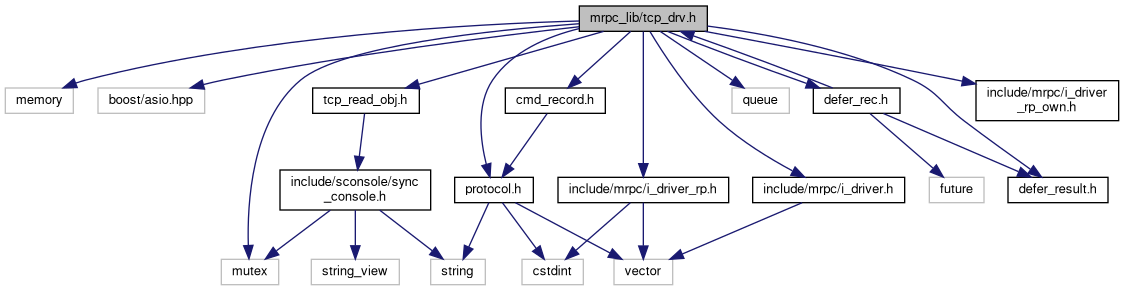 mrpc_lib/tcp_drv.h
memory
boost/asio.hpp
tcp_read_obj.h
cmd_record.h
queue
defer_rec.h
include/mrpc/i_driver
_rp_own.h
include/sconsole/sync
_console.h
protocol.h
include/mrpc/i_driver_rp.h
include/mrpc/i_driver.h
future
defer_result.h
mutex
string_view
string
cstdint
vector